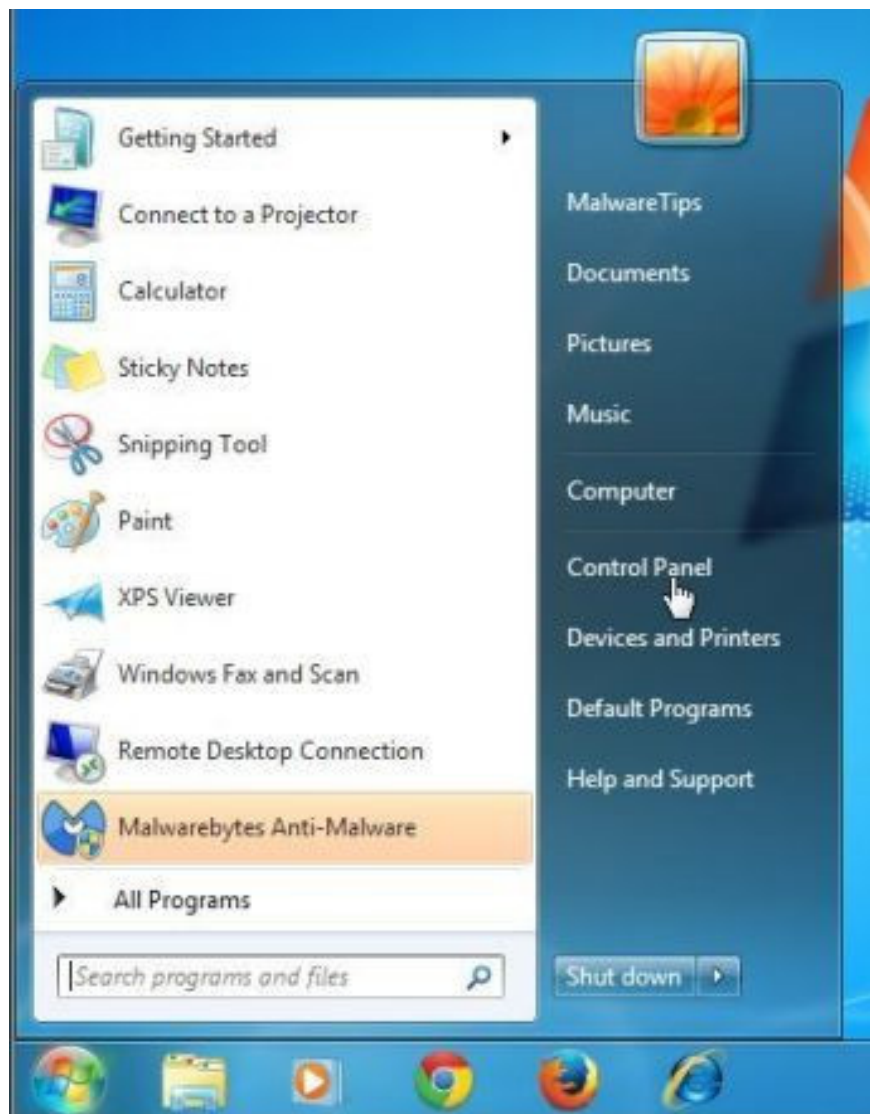 Getting Started
Connect to a Projector
Calculator
Sticky Notes
Snipping Tool
Paint
XPS Viewer
Windows Fax and Scan
Remote Desktop Connection
Malwarebytes Anti-Malware
All Programs
Search programs and files
MalwareTips
Documents
Pictures
Music
Computer
Control Panel
Devices and Printers
Default Programs
Help and Support
Shut down